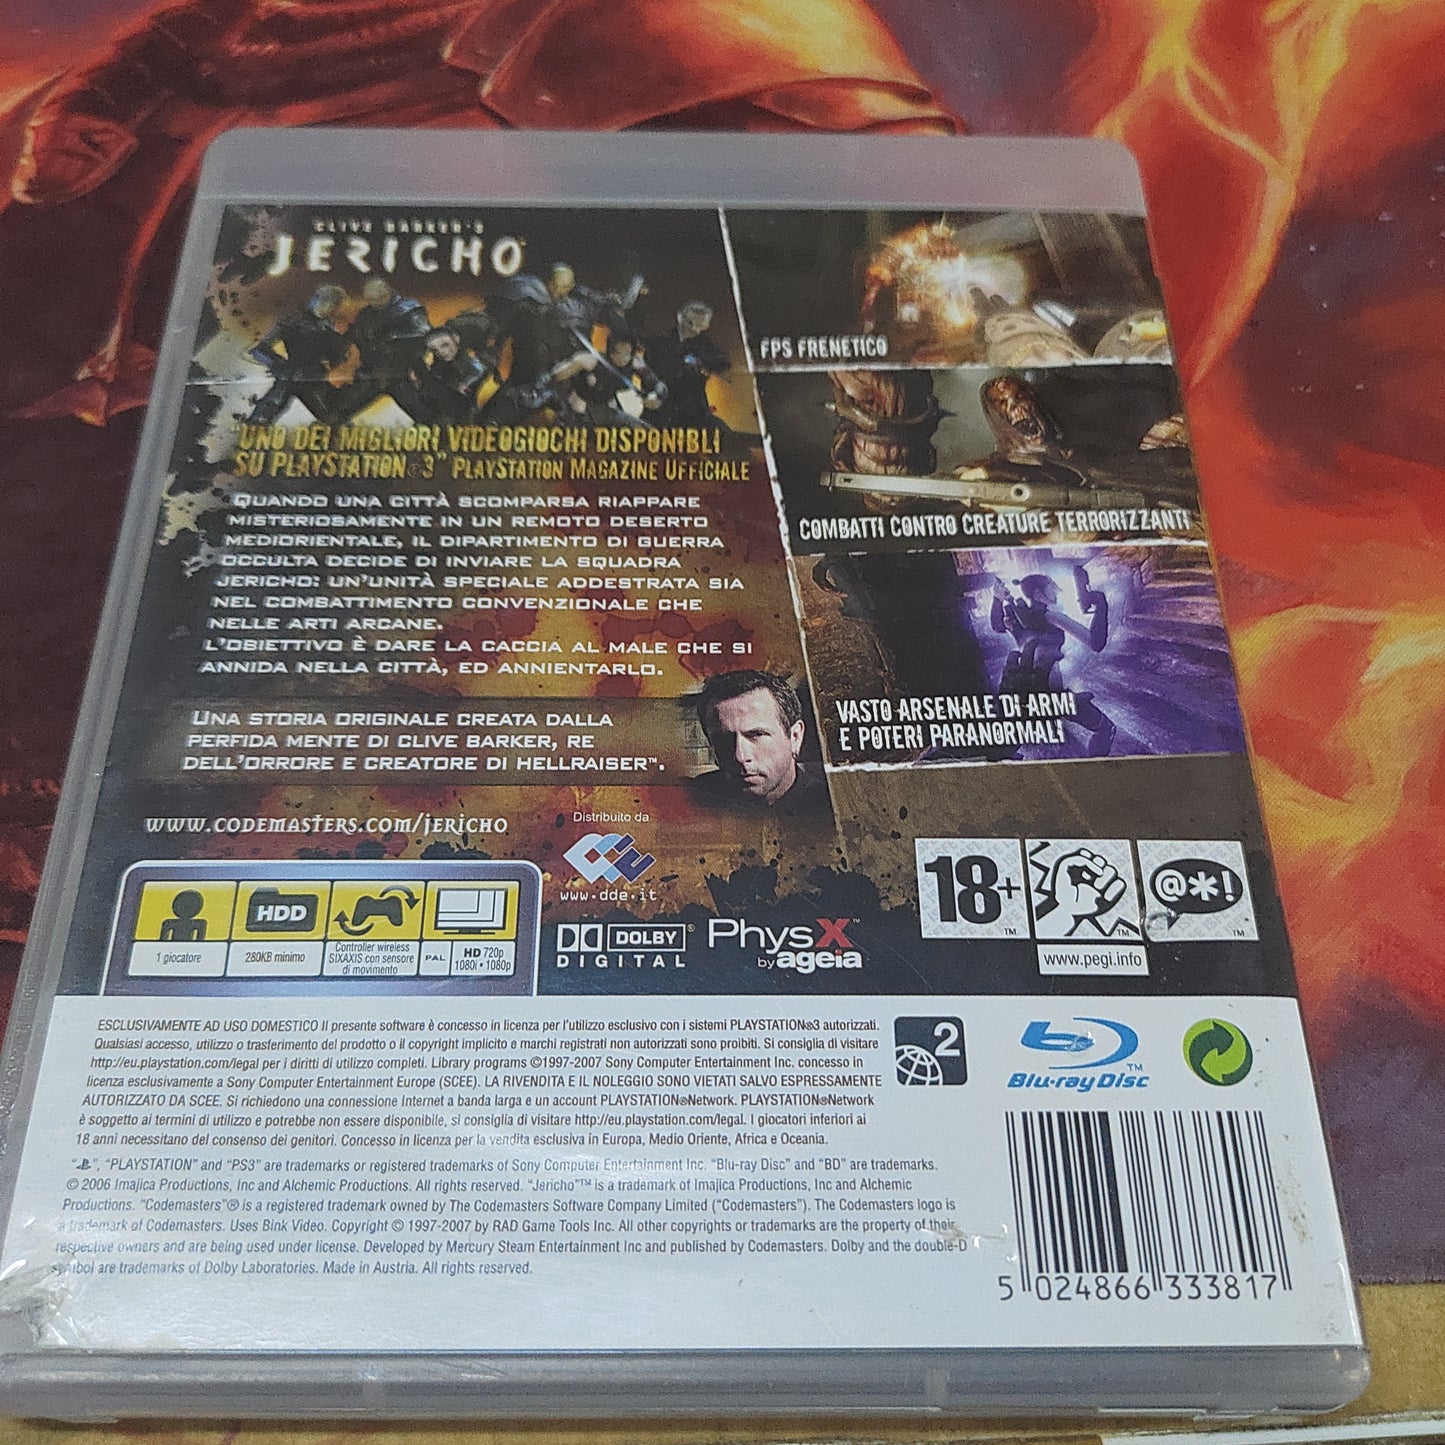 CLIVE BARKER'S
JERICHO
"UNO DEI MIGLIORI VIDEOGIOCHI DISPONIBLI
SU PLAYSTATION®3" PLAYSTATION MAGAZINE UFFICIALE
QUANDO UNA CITTÀ SCOMPARSA RIAPPARE
MISTERIOSAMENTE IN UN REMOTO DESERTO
MEDIORIENTALE, IL DIPARTIMENTO DI GUERRA
OCCULTA DECIDE DI INVIARE LA SQUADRA
JERICHO: UN'UNITÀ SPECIALE ADDESTRATA SIA
NEL COMBATTIMENTO CONVENZIONALE CHE
NELLE ARTI ARCANE.
L'OBIETTIVO È DARE LA CACCIA AL MALE CHE SI
ANNIDA NELLA CITTÀ, ED ANNIENTARLO.
UNA STORIA ORIGINALE CREATA DALLA
PERFIDA MENTE DI CLIVE BARKER, RE
DELL'ORRORE E CREATORE DI HELLRAISER™.
WWW.CODEMASTERS.COM/JERICHO
FPS FRENETICO
COMBATTI CONTRO CREATURE TERRORIZZANTI
VASTO ARSENALE DI ARMI
E POTERI PARANORMALI
Distribuito da
www.dde.it
HDD
1 giocatore
280KB minimo
Controller wireless
SIXAXIS con sensore
di movimento
PAL
HD 720p
1080i • 1080p
DOLBY®
DIGITAL
PhysX™
by ageia
18+
TM
TM
@*!
TM
www.pegi.info
ESCLUSIVAMENTE AD USO DOMESTICO Il presente software è concesso in licenza per l'utilizzo esclusivo con i sistemi PLAYSTATION®3 autorizzati.
Qualsiasi accesso, utilizzo o trasferimento del prodotto o il copyright implicito e marchi registrati non autorizzati sono proibiti. Si consiglia di visitare
http://eu.playstation.com/legal per i diritti di utilizzo completi. Library programs ©1997-2007 Sony Computer Entertainment Inc. concesso in
licenza esclusivamente a Sony Computer Entertainment Europe (SCEE). LA RIVENDITA E IL NOLEGGIO SONO VIETATI SALVO ESPRESSAMENTE
AUTORIZZATO DA SCEE. Si richiedono una connessione Internet a banda larga e un account PLAYSTATION®Network. PLAYSTATION®Network
è soggetto ai termini di utilizzo e potrebbe non essere disponibile, si consiglia di visitare http://eu.playstation.com/legal. I giocatori inferiori ai
18 anni necessitano del consenso dei genitori. Concesso in licenza per la vendita esclusiva in Europa, Medio Oriente, Africa e Oceania.
2
Blu-ray Disc™
" ", "PLAYSTATION" and "PS3" are trademarks or registered trademarks of Sony Computer Entertainment Inc. "Blu-ray Disc" and "BD" are trademarks.
© 2006 Imajica Productions, Inc and Alchemic Productions. All rights reserved. "Jericho"™ is a trademark of Imajica Productions, Inc and Alchemic
Productions. "Codemasters"® is a registered trademark owned by The Codemasters Software Company Limited ("Codemasters"). The Codemasters logo is
a trademark of Codemasters. Uses Bink Video. Copyright © 1997-2007 by RAD Game Tools Inc. All other copyrights or trademarks are the property of their
respective owners and are being used under license. Developed by Mercury Steam Entertainment Inc and published by Codemasters. Dolby and the double-D
symbol are trademarks of Dolby Laboratories. Made in Austria. All rights reserved.
5 024866 333817